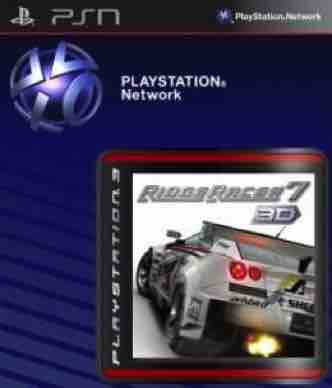 PSN
PlayStation Network
PLAYSTATION®
Network
PLAYSTATION 3
RIDGE RACER 7
3D